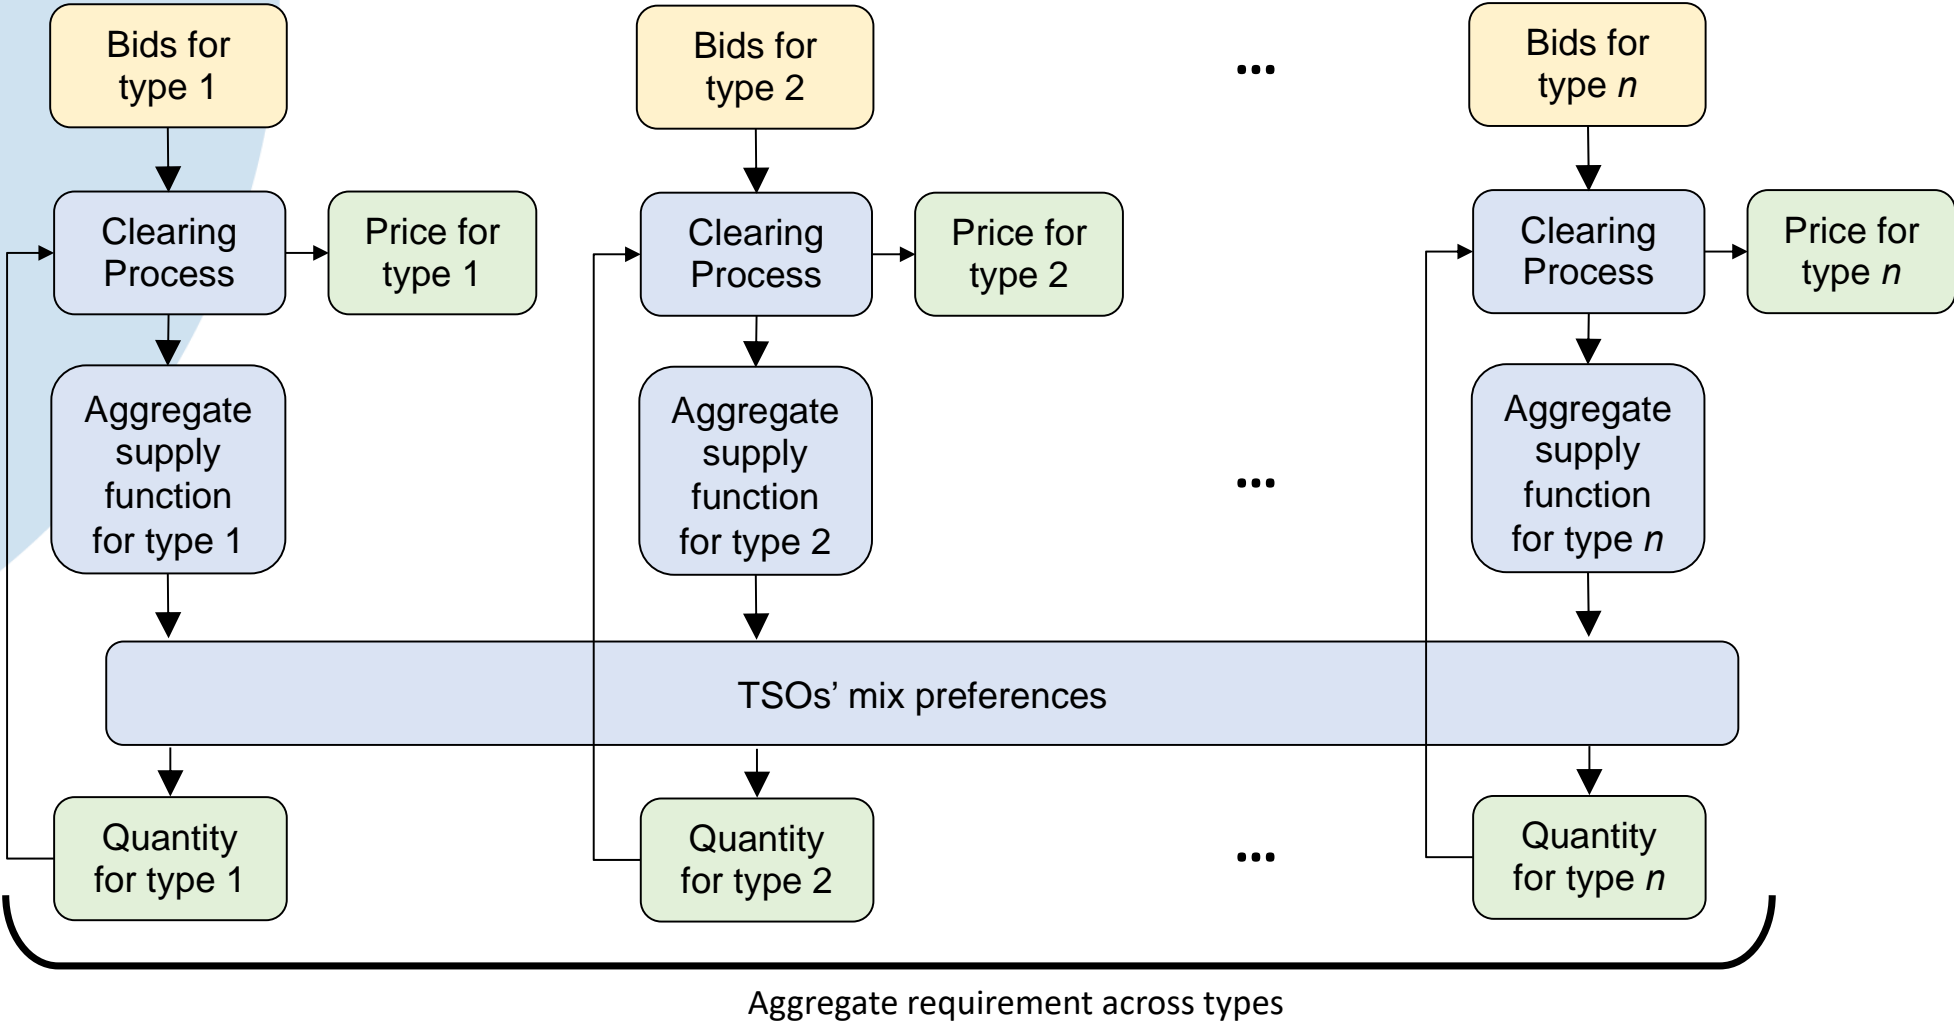 Bids for
type 1
Bids for
type 2
...
Bids for
type n
Clearing
Process
Price for
type 1
Clearing
Process
Price for
type 2
Clearing
Process
Price for
type n
Aggregate
supply
function
for type 1
Aggregate
supply
function
for type 2
...
Aggregate
supply
function
for type n
TSOs’ mix preferences
Quantity
for type 1
Quantity
for type 2
...
Quantity
for type n
Aggregate requirement across types